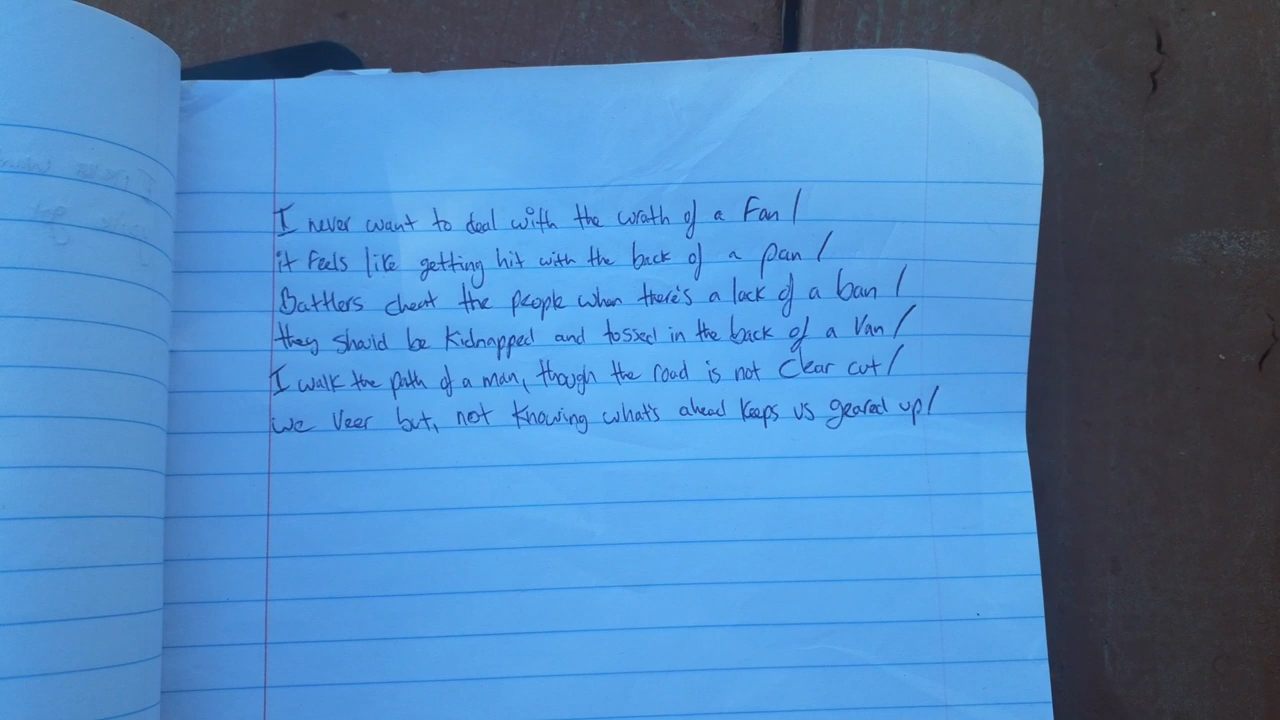 I never want to deal with the wrath of a Fan /
it feels like getting hit with the back of a pan /
Battlers cheat the people when there's a lack of a ban /
they should be kidnapped and tossed in the back of a Van /
I walk the path of a man, though the road is not clear cut /
we veer but, not knowing what's ahead keeps us geared up /